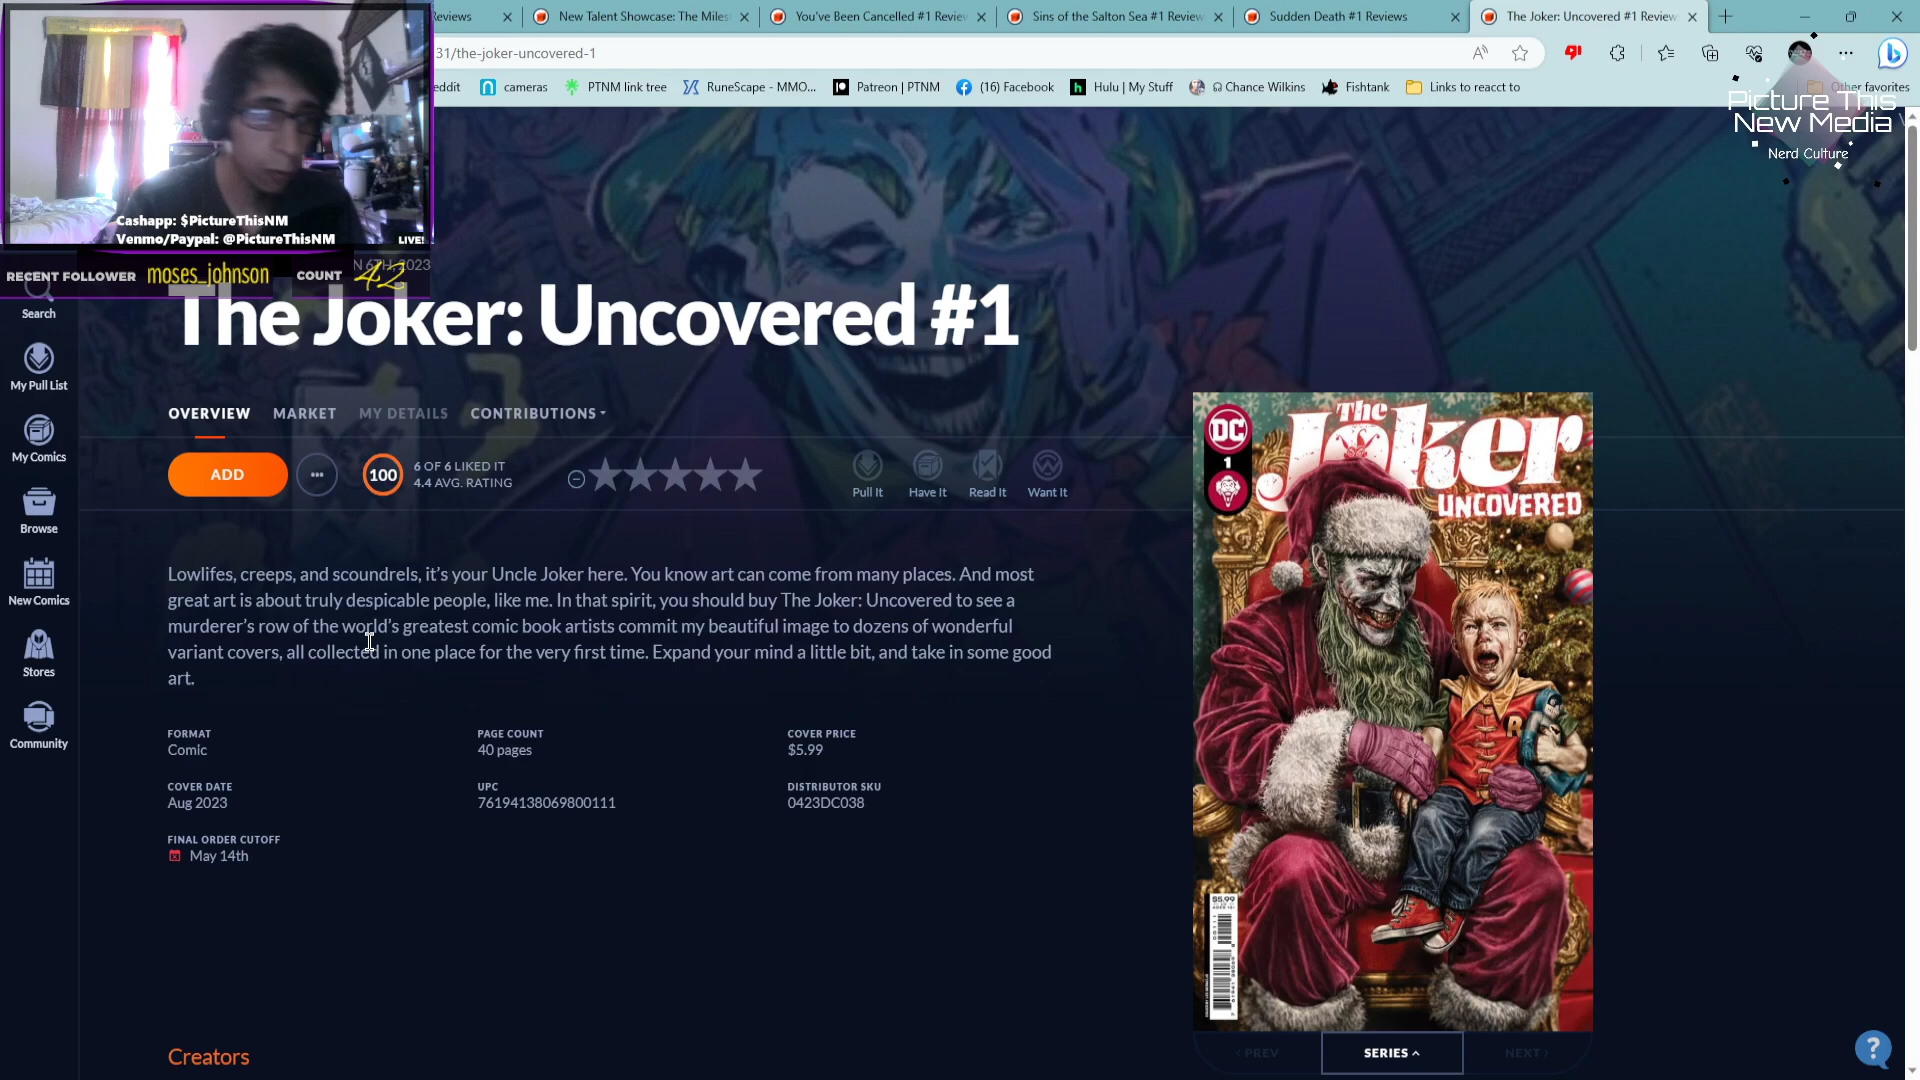 Reviews
New Talent Showcase: The Miles
You've Been Cancelled #1 Review
Sins of the Salton Sea #1 Review
Sudden Death #1 Reviews
The Joker: Uncovered #1 Review
31/the-joker-uncovered-1
eddit
cameras
PTNM link tree
RuneScape - MMO...
Patreon | PTNM
(16) Facebook
Hulu | My Stuff
Chance Wilkins
Fishtank
Links to reacct to
Other favorites
Picture This
New Media
Nerd Culture
Cashapp: $PictureThisNM
Venmo/Paypal: @PictureThisNM
LIVE!
RECENT FOLLOWER moses_johnson COUNT 42
N 6TH, 2023
The Joker: Uncovered #1
Search
My Pull List
My Comics
Browse
New Comics
Stores
Community
OVERVIEW MARKET MY DETAILS CONTRIBUTIONS
ADD
100
6 OF 6 LIKED IT
4.4 AVG. RATING
Pull It Have It Read It Want It
Lowlifes, creeps, and scoundrels, it's your Uncle Joker here. You know art can come from many places. And most
great art is about truly despicable people, like me. In that spirit, you should buy The Joker: Uncovered to see a
murderer's row of the world's greatest comic book artists commit my beautiful image to dozens of wonderful
variant covers, all collected in one place for the very first time. Expand your mind a little bit, and take in some good
art.
FORMAT
Comic
PAGE COUNT
40 pages
COVER PRICE
$5.99
COVER DATE
Aug 2023
UPC
76194138069800111
DISTRIBUTOR SKU
0423DC038
FINAL ORDER CUTOFF
May 14th
Creators
DC
1
The
Joker
UNCOVERED
R
$5.99
< PREV
SERIES
NEXT >
?